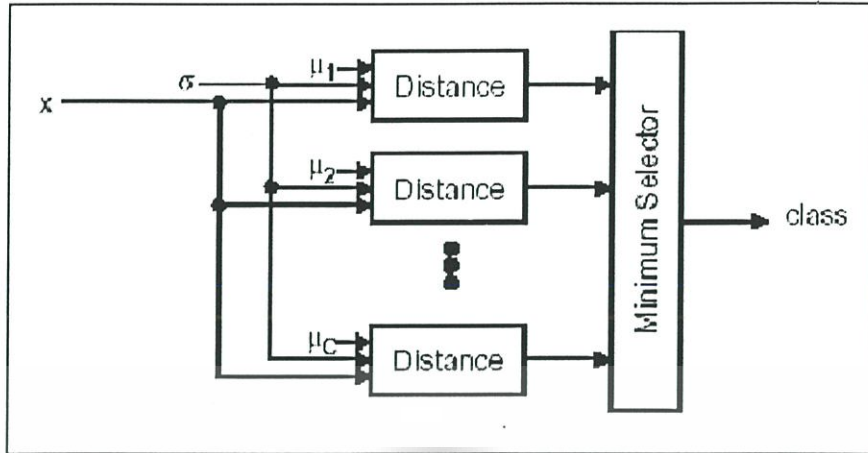 μ1
σ
Distance
x
μ2
Distance
Minimum Selector
class
μC
Distance